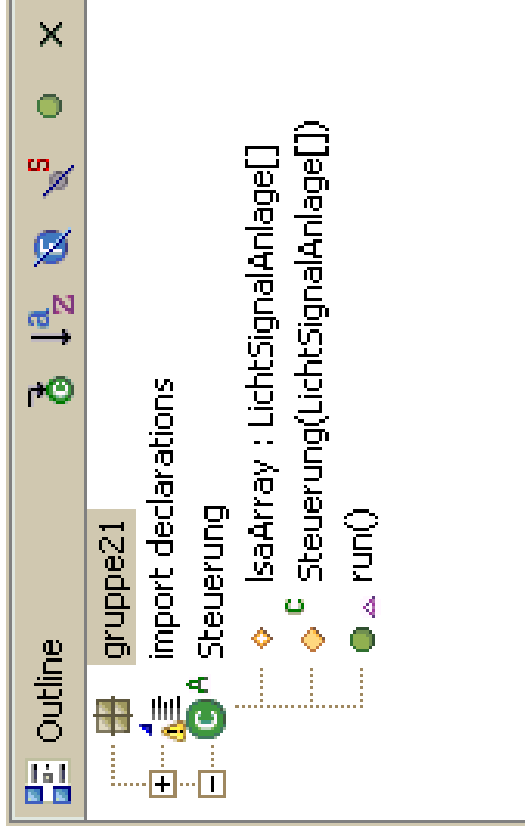 Outline
gruppe21
import declarations
Steuerung
lsaArray : LichtSignalAnlage[]
Steuerung(LichtSignalAnlage[])
run()